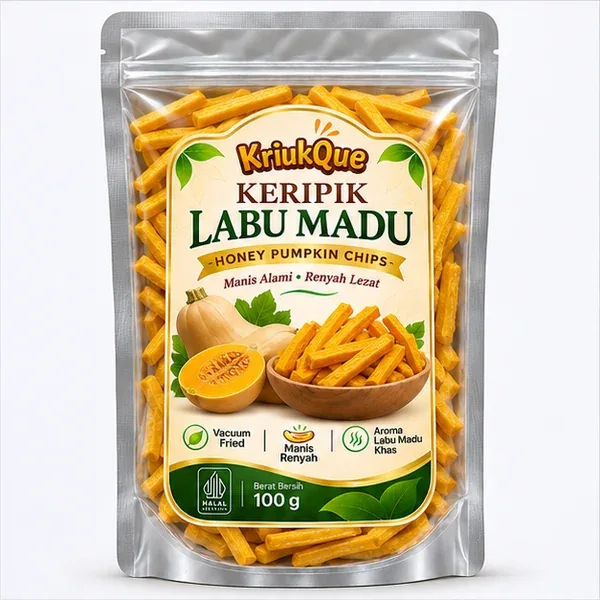 KriukQue
KERIPIK
LABU MADU
- HONEY PUMPKIN CHIPS -
Manis Alami • Renyah Lezat
Vacuum
Fried
Manis
Renyah
Aroma
Labu Madu
Khas
HALAL
Berat Bersih
100 g